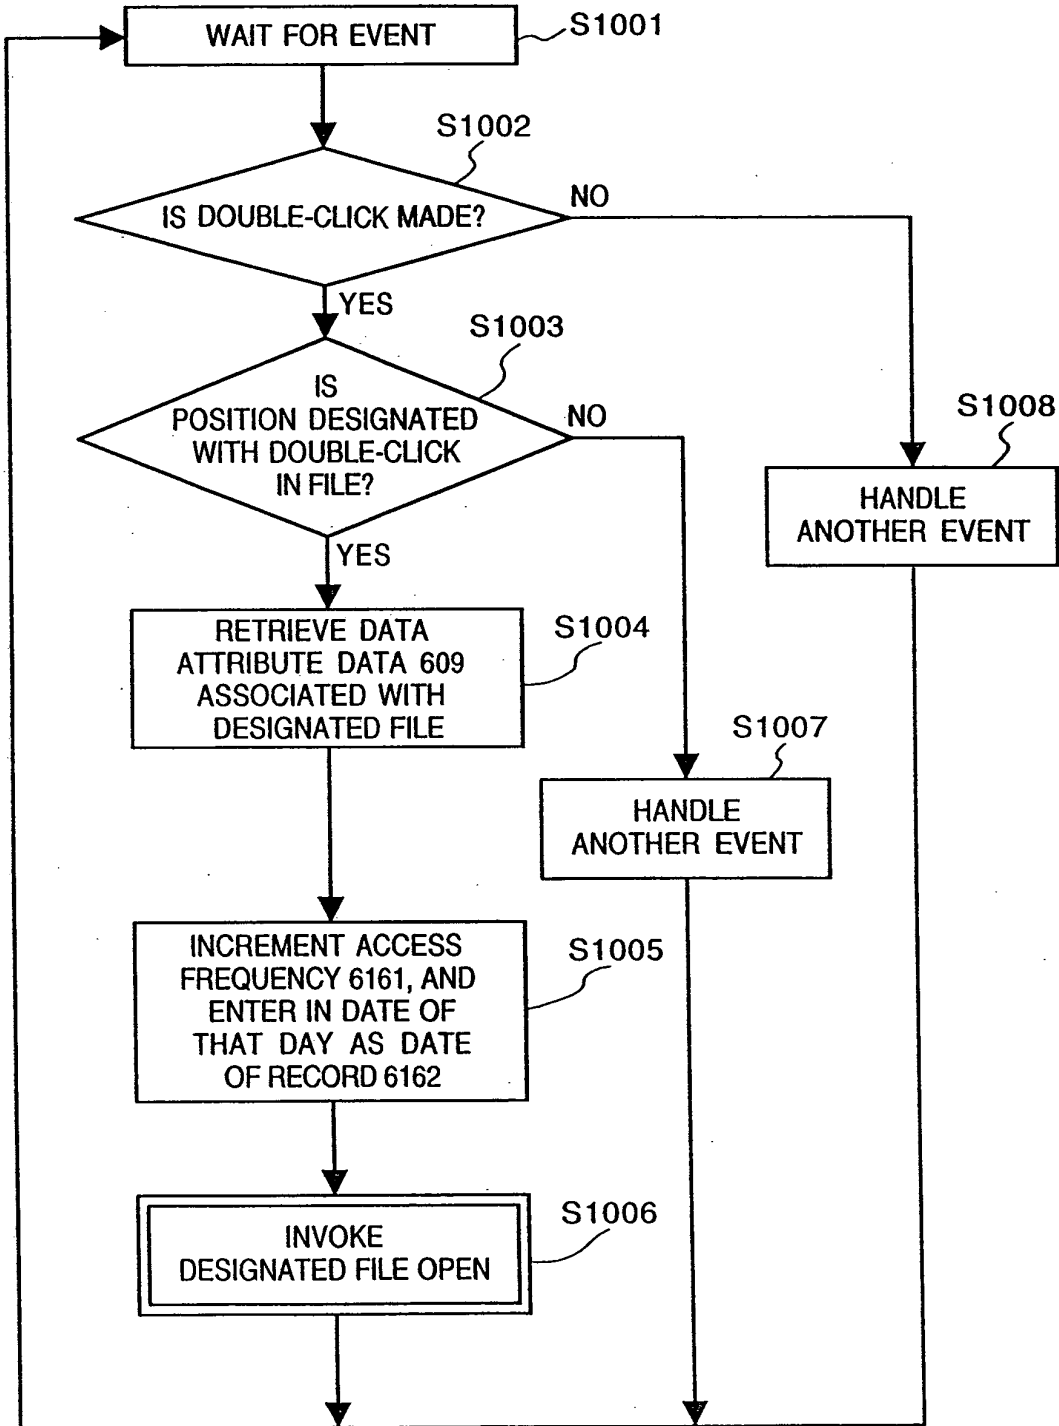 WAIT FOR EVENT
S1001
S1002
IS DOUBLE-CLICK MADE?
NO
YES
S1003
IS
POSITION DESIGNATED
WITH DOUBLE-CLICK
IN FILE?
NO
YES
S1008
HANDLE
ANOTHER EVENT
RETRIEVE DATA
ATTRIBUTE DATA 609
ASSOCIATED WITH
DESIGNATED FILE
S1004
S1007
HANDLE
ANOTHER EVENT
INCREMENT ACCESS
FREQUENCY 6161, AND
ENTER IN DATE OF
THAT DAY AS DATE
OF RECORD 6162
S1005
INVOKE
DESIGNATED FILE OPEN
S1006